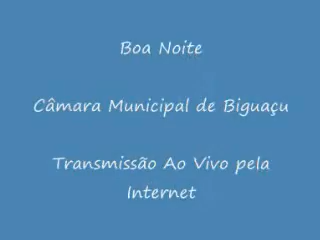 Boa Noite
Câmara Municipal de Biguaçu
Transmissão Ao Vivo pela
Internet